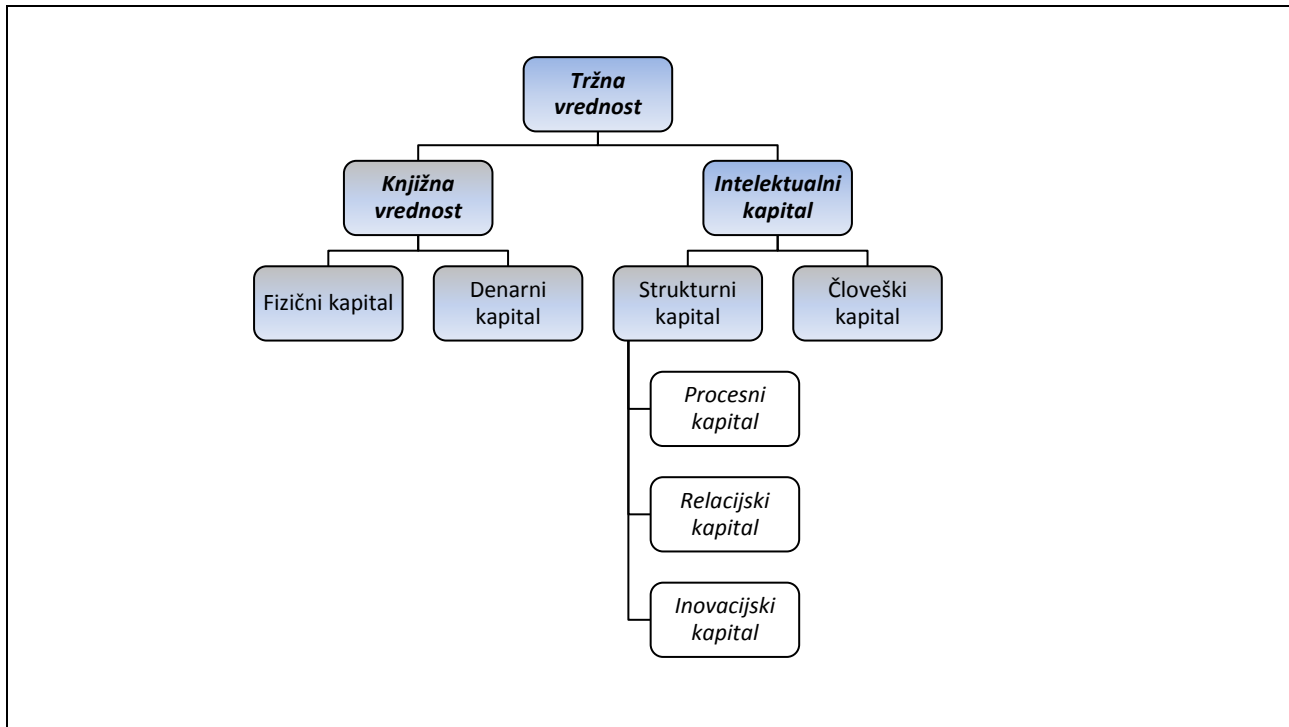 Tržna
vrednost
Knjižna
vrednost
Intelektualni
kapital
Fizični kapital
Denarni
kapital
Strukturni
kapital
Človeški
kapital
Procesni
kapital
Relacijski
kapital
Inovacijski
kapital